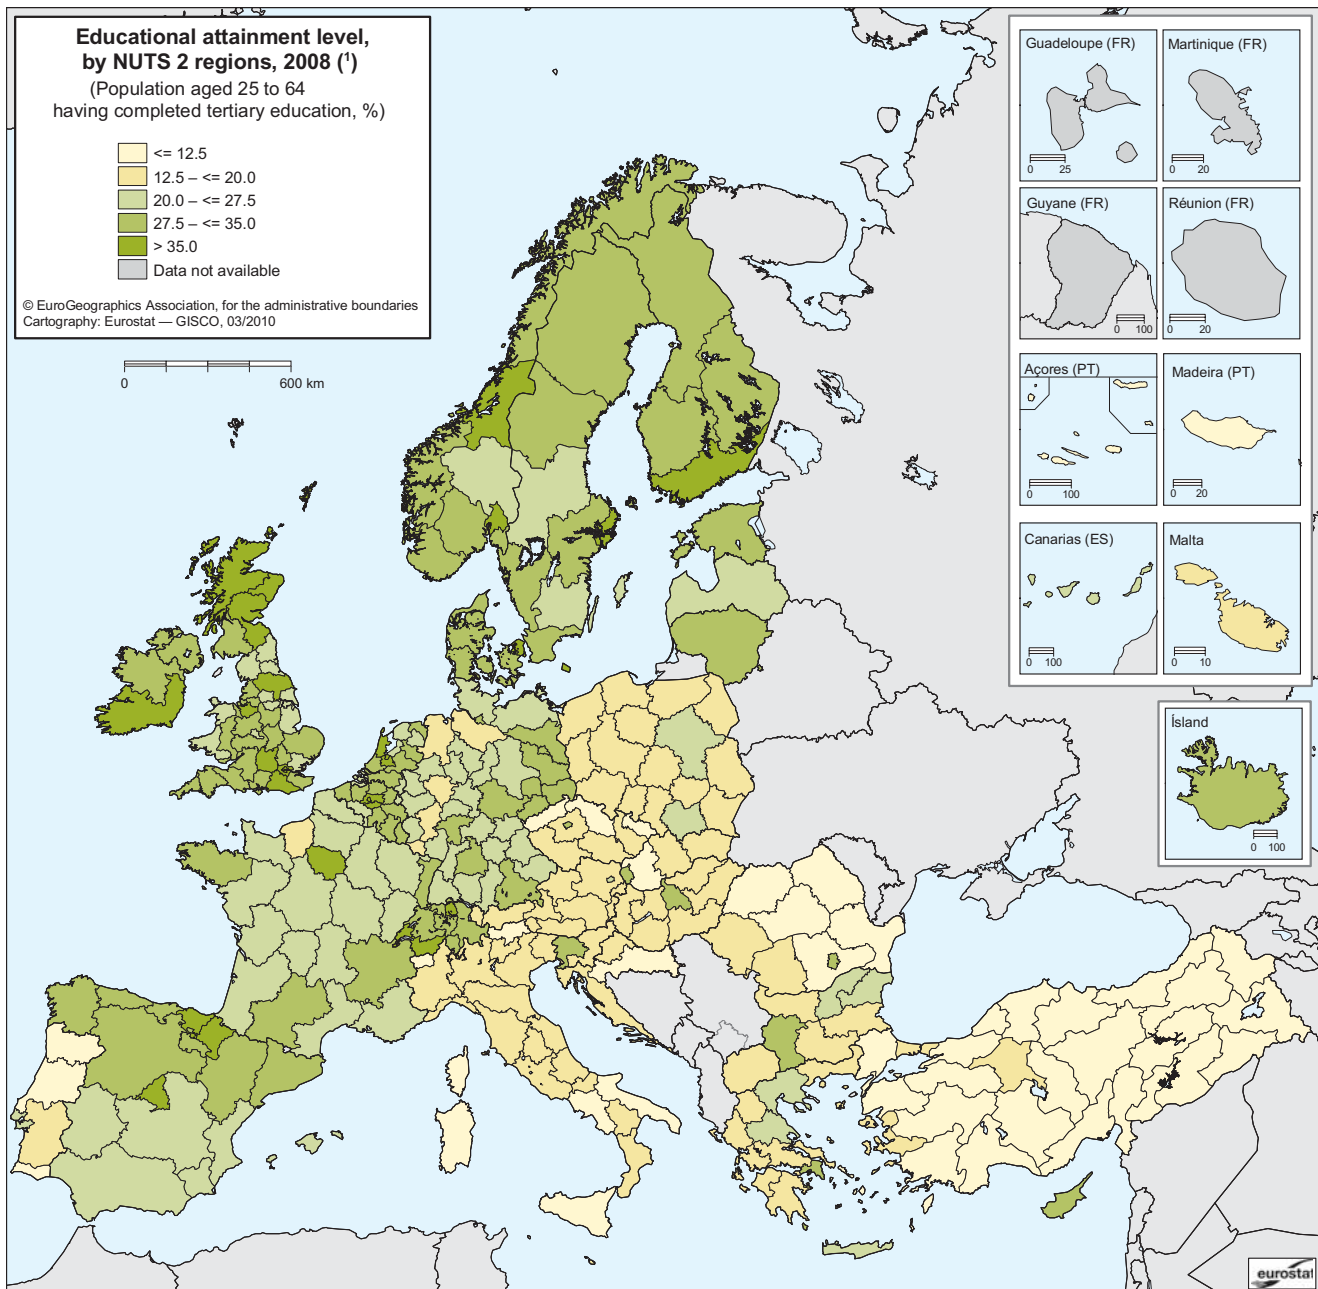 Educational attainment level,
by NUTS 2 regions, 2008 (¹)
(Population aged 25 to 64
having completed tertiary education, %)
<= 12.5
12.5 – <= 20.0
20.0 – <= 27.5
27.5 – <= 35.0
> 35.0
Data not available
© EuroGeographics Association, for the administrative boundaries
Cartography: Eurostat — GISCO, 03/2010
0 600 km
Guadeloupe (FR)
0 25
Martinique (FR)
0 20
Guyane (FR)
0 100
Réunion (FR)
0 20
Açores (PT)
0 100
Madeira (PT)
0 20
Canarias (ES)
0 100
Malta
0 10
Ísland
0 100
eurostat